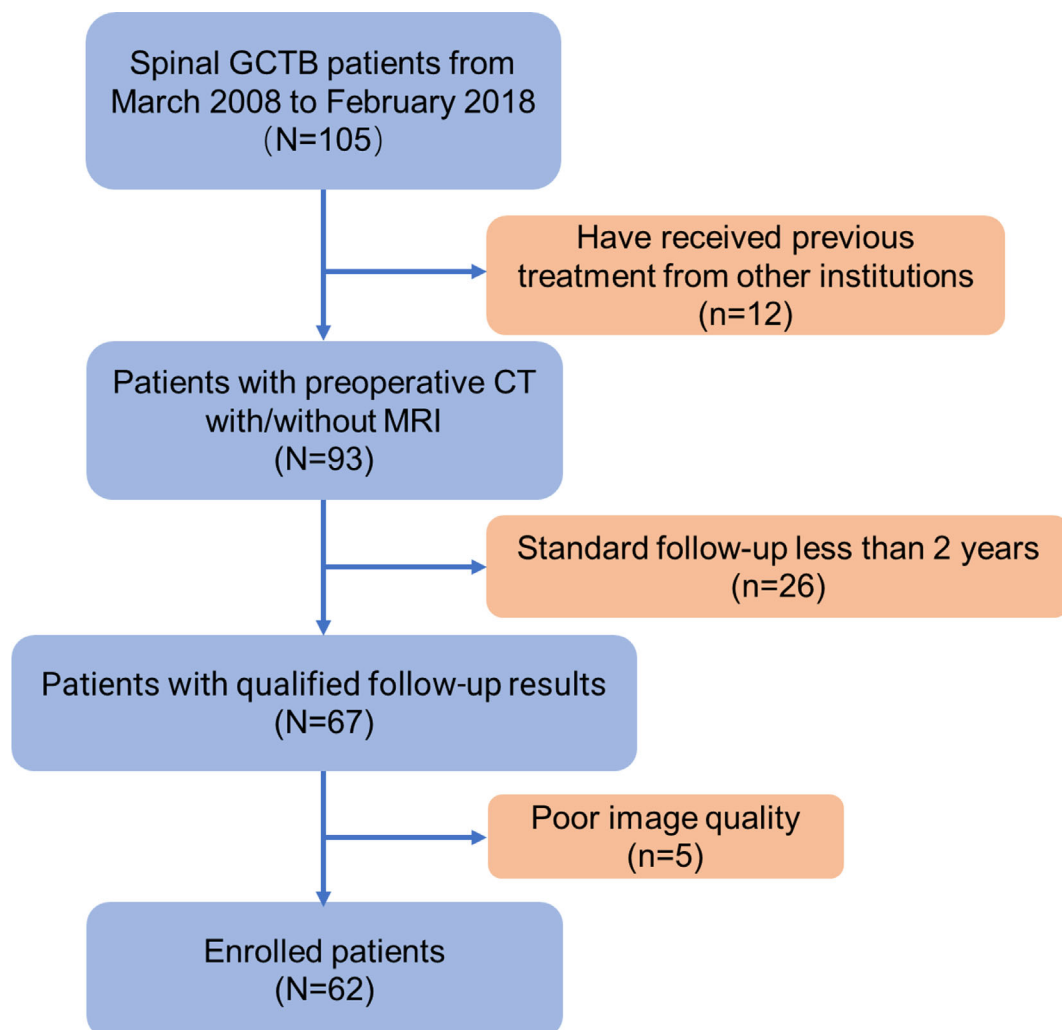 Spinal GCTB patients from
March 2008 to February 2018
（N=105）
Have received previous
treatment from other institutions
(n=12)
Patients with preoperative CT
with/without MRI
(N=93)
Standard follow-up less than 2 years
(n=26)
Patients with qualified follow-up results
(N=67)
Poor image quality
(n=5)
Enrolled patients
(N=62)